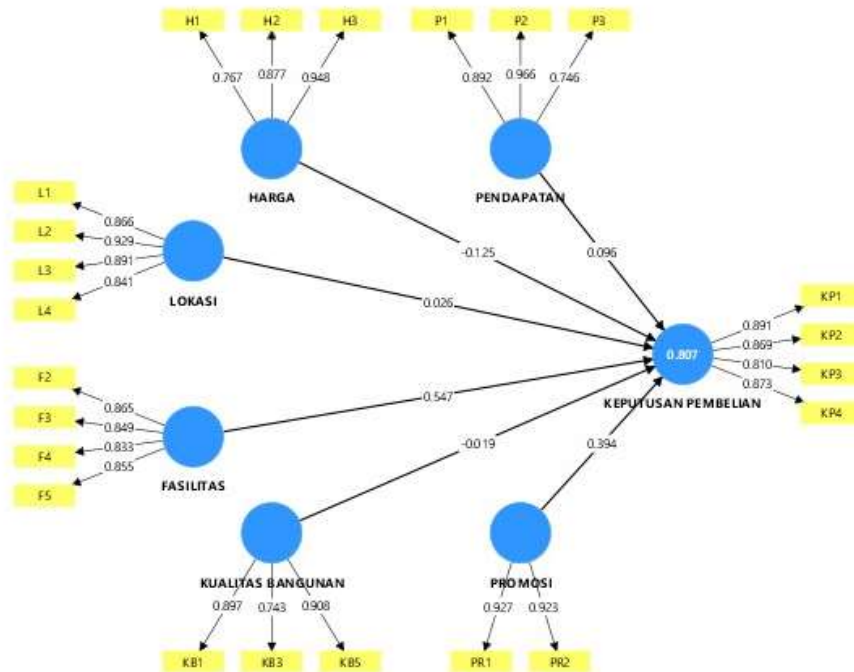 H1
H2
H3
P1
P2
P3
0.767
0.877
0.948
0.892
0.966
0.746
HARGA
PENDAPATAN
L1
L2
L3
L4
0.866
0.929
0.891
0.841
LOKASI
-0.125
0.096
0.026
KP1
KP2
KP3
KP4
0.891
0.869
0.810
0.873
0.807
KEPUTUSAN PEMBELIAN
F2
F3
F4
F5
0.865
0.849
0.833
0.855
FASILITAS
0.547
-0.019
0.394
KUALITAS BANGUNAN
PROMOSI
0.897
0.743
0.908
0.927
0.923
KB1
KB3
KB5
PR1
PR2